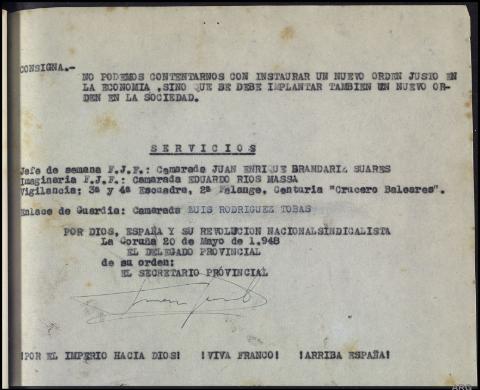 CONSIGNA.-
NO PODEMOS CONTENTARNOS CON INSTAURAR UN NUEVO ORDEN JUSTO EN
LA ECONOMIA ,SINO QUE SE DEBE IMPLANTAR TAMBIEN UN NUEVO OR-
DEN EN LA SOCIEDAD.
SERVICIOS
Jefe de semana F.J.F.: Camarada JUAN ENRIQUE BRAMDARIZ SUARES
Imaginaria F.J.F.: Camarada EDUARDO RIOS MASSA
Vigilancia; 3ª y 4ª Escuadre, 2ª Falange, Centuria "Crucero Baleares".
Enlace de Guardia: Camarada LUIS RODRIGUEZ TOBAS
POR DIOS, ESPAÑA Y SU REVOLUCION NACIONALSINDICALISTA
La Coruña 20 de Mayo de 1.948
EL DELEGADO PROVINCIAL
de su orden:
EL SECRETARIO PROVINCIAL
¡POR EL IMPERIO HACIA DIOS! ¡VIVA FRANCO! ¡ARRIBA ESPAÑA!
ARG